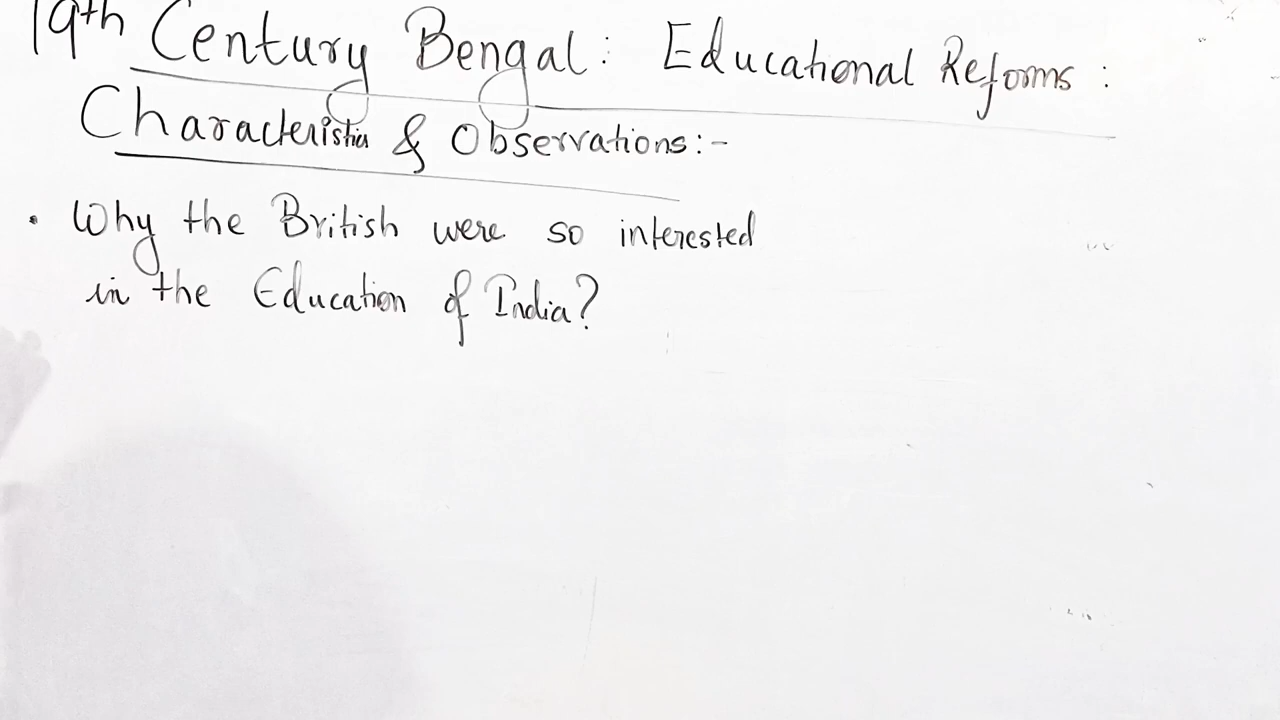 19th Century Bengal: Educational Reforms:
Characteristics & Observations:-
• Why the British were so interested
in the Education of India?